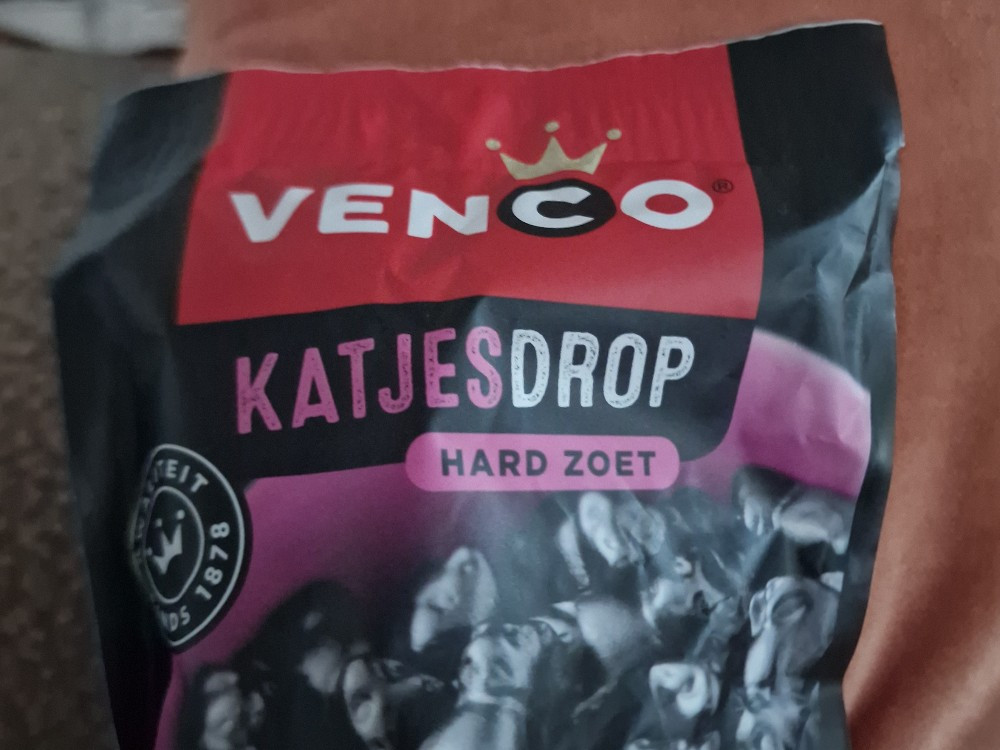 VENCO®
KATJESDROP
HARD ZOET
1878